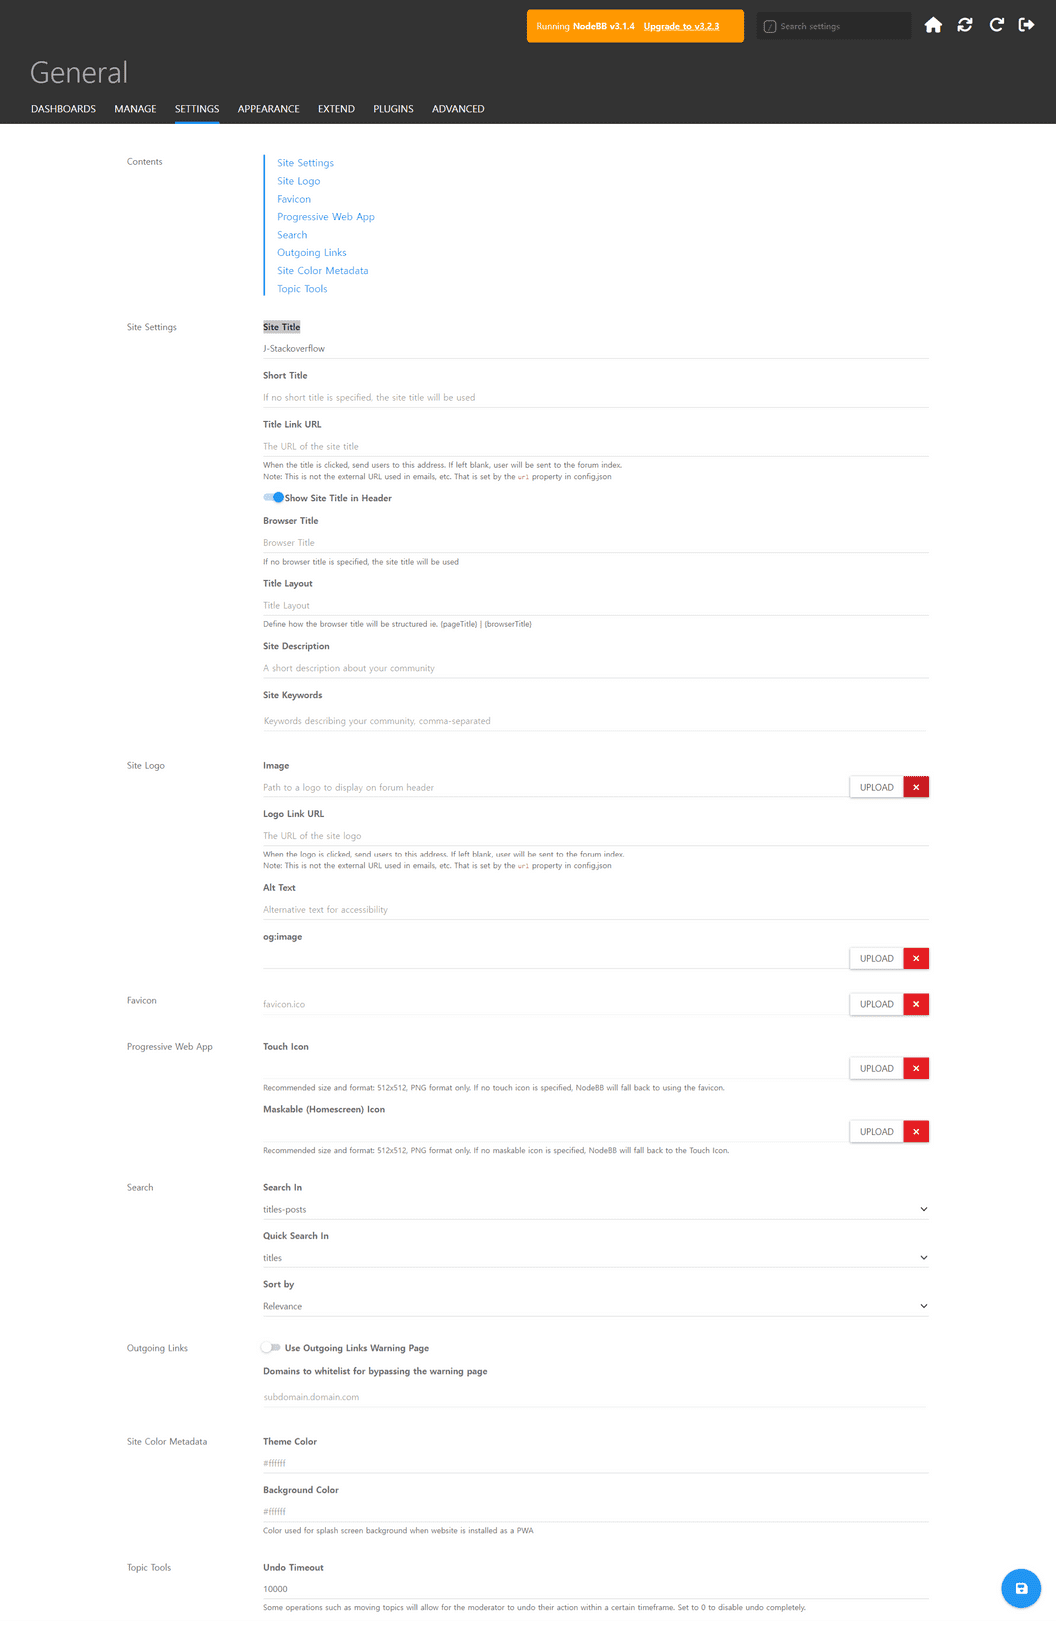 Running NodeBB v3.1.4 Upgrade to v3.2.3
/ Search settings
General
DASHBOARDS MANAGE SETTINGS APPEARANCE EXTEND PLUGINS ADVANCED
Contents
Site Settings
Site Logo
Favicon
Progressive Web App
Search
Outgoing Links
Site Color Metadata
Topic Tools
Site Settings
Site Title
J-Stackoverflow
Short Title
If no short title is specified, the site title will be used
Title Link URL
The URL of the site title
When the title is clicked, send users to this address. If left blank, user will be sent to the forum index.
Note: This is not the external URL used in emails, etc. That is set by the url property in config.json
Show Site Title in Header
Browser Title
Browser Title
If no browser title is specified, the site title will be used
Title Layout
Title Layout
Define how the browser title will be structured ie. {pageTitle} | {browserTitle}
Site Description
A short description about your community
Site Keywords
Keywords describing your community, comma-separated
Site Logo
Image
Path to a logo to display on forum header UPLOAD
Logo Link URL
The URL of the site logo
When the logo is clicked, send users to this address. If left blank, user will be sent to the forum index.
Note: This is not the external URL used in emails, etc. That is set by the url property in config.json
Alt Text
Alternative text for accessibility
og:image
UPLOAD
Favicon
favicon.ico UPLOAD
Progressive Web App
Touch Icon
UPLOAD
Recommended size and format: 512x512, PNG format only. If no touch icon is specified, NodeBB will fall back to using the favicon.
Maskable (Homescreen) Icon
UPLOAD
Recommended size and format: 512x512, PNG format only. If no maskable icon is specified, NodeBB will fall back to the Touch Icon.
Search
Search In
titles-posts
Quick Search In
titles
Sort by
Relevance
Outgoing Links
Use Outgoing Links Warning Page
Domains to whitelist for bypassing the warning page
subdomain.domain.com
Site Color Metadata
Theme Color
#ffffff
Background Color
#ffffff
Color used for splash screen background when website is installed as a PWA
Topic Tools
Undo Timeout
10000
Some operations such as moving topics will allow for the moderator to undo their action within a certain timeframe. Set to 0 to disable undo completely.